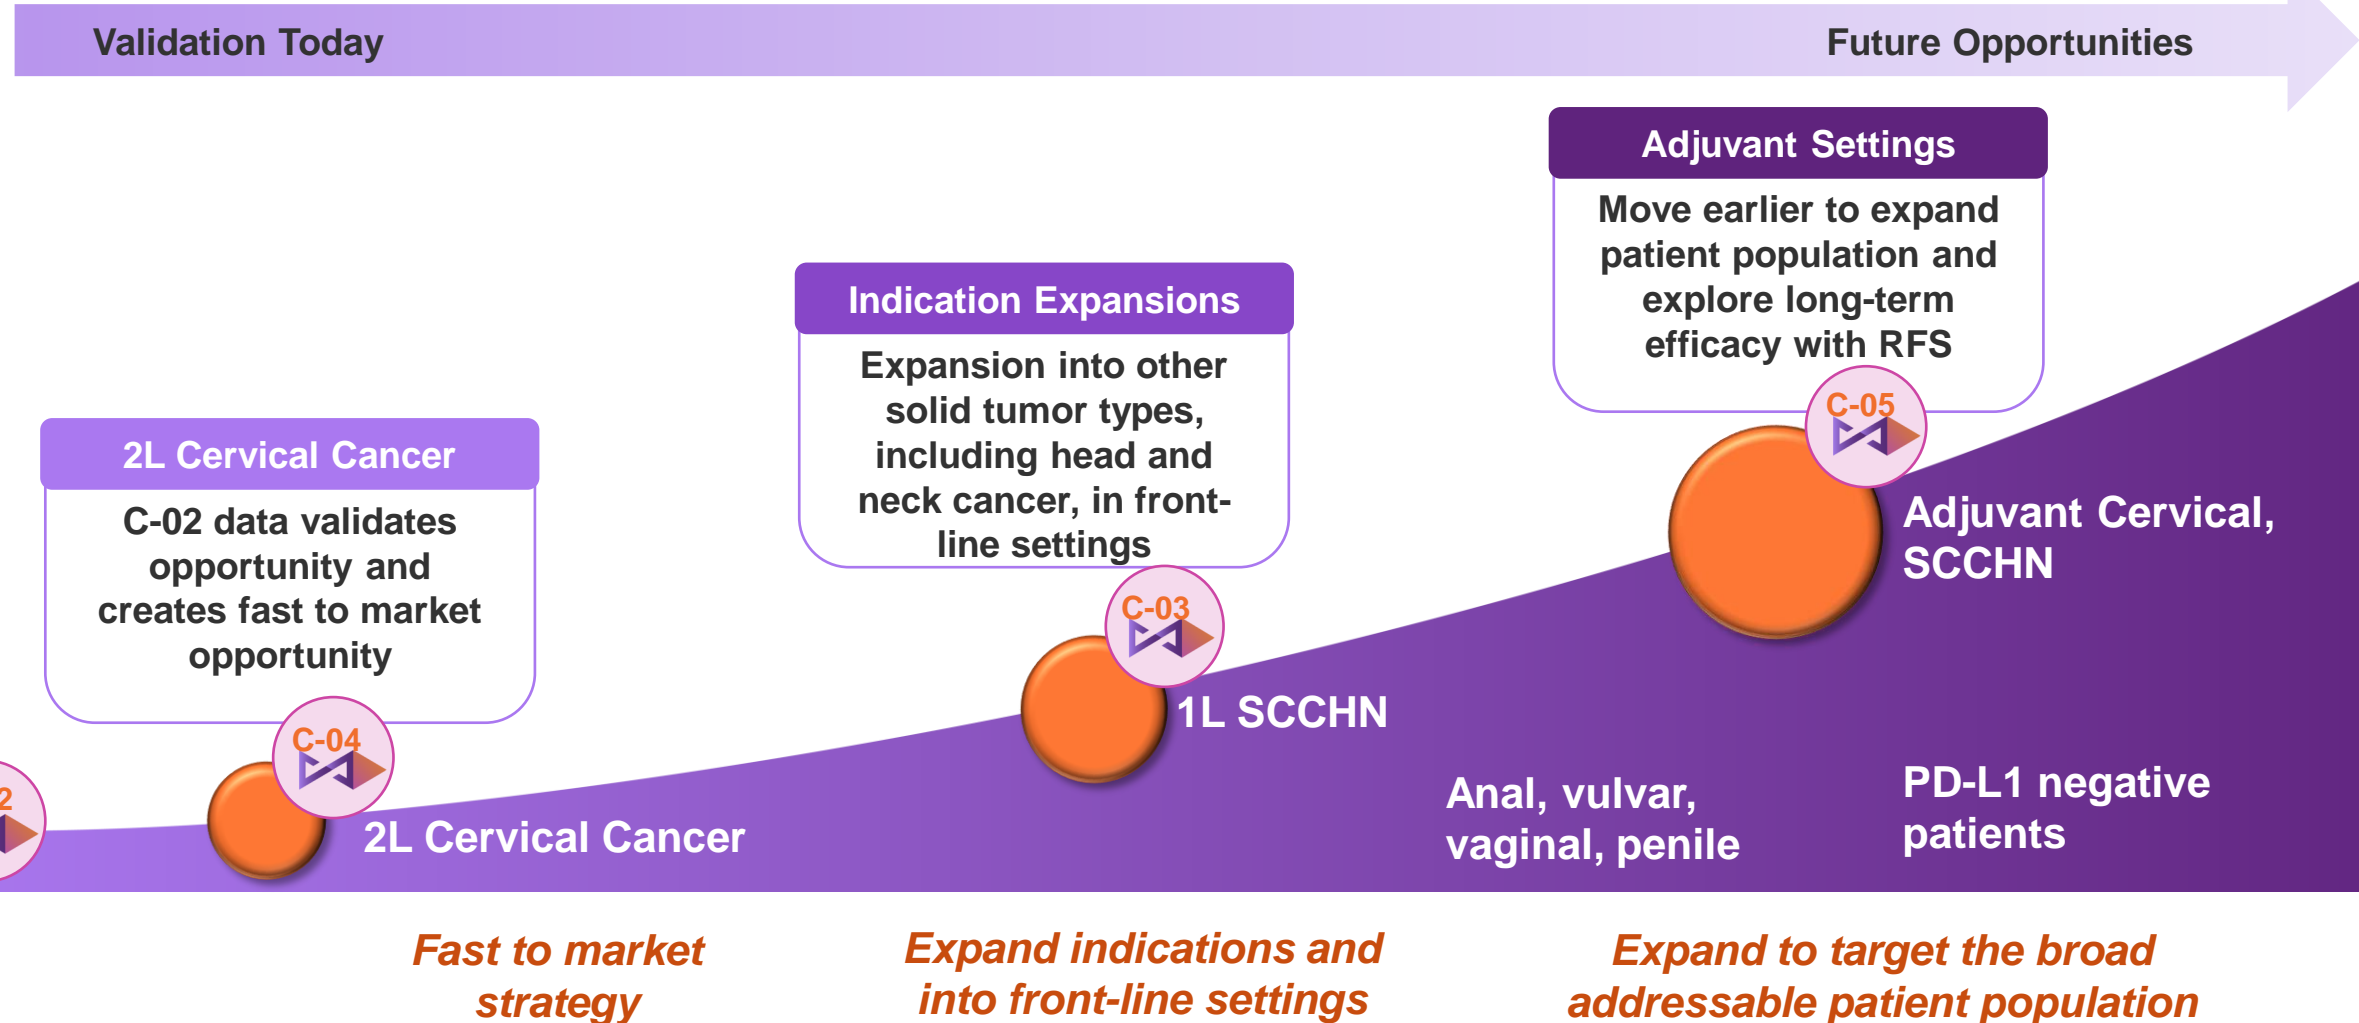 Validation Today
Future Opportunities
Adjuvant Settings
Move earlier to expand
patient population and
explore long-term
efficacy with RFS
Indication Expansions
Expansion into other
solid tumor types,
including head and
neck cancer, in front-
line settings
2L Cervical Cancer
C-02 data validates
opportunity and
creates fast to market
opportunity
C-05
C-03
C-04
2
Adjuvant Cervical,
SCCHN
1L SCCHN
2L Cervical Cancer
Anal, vulvar,
vaginal, penile
PD-L1 negative
patients
Fast to market
strategy
Expand indications and
into front-line settings
Expand to target the broad
addressable patient population